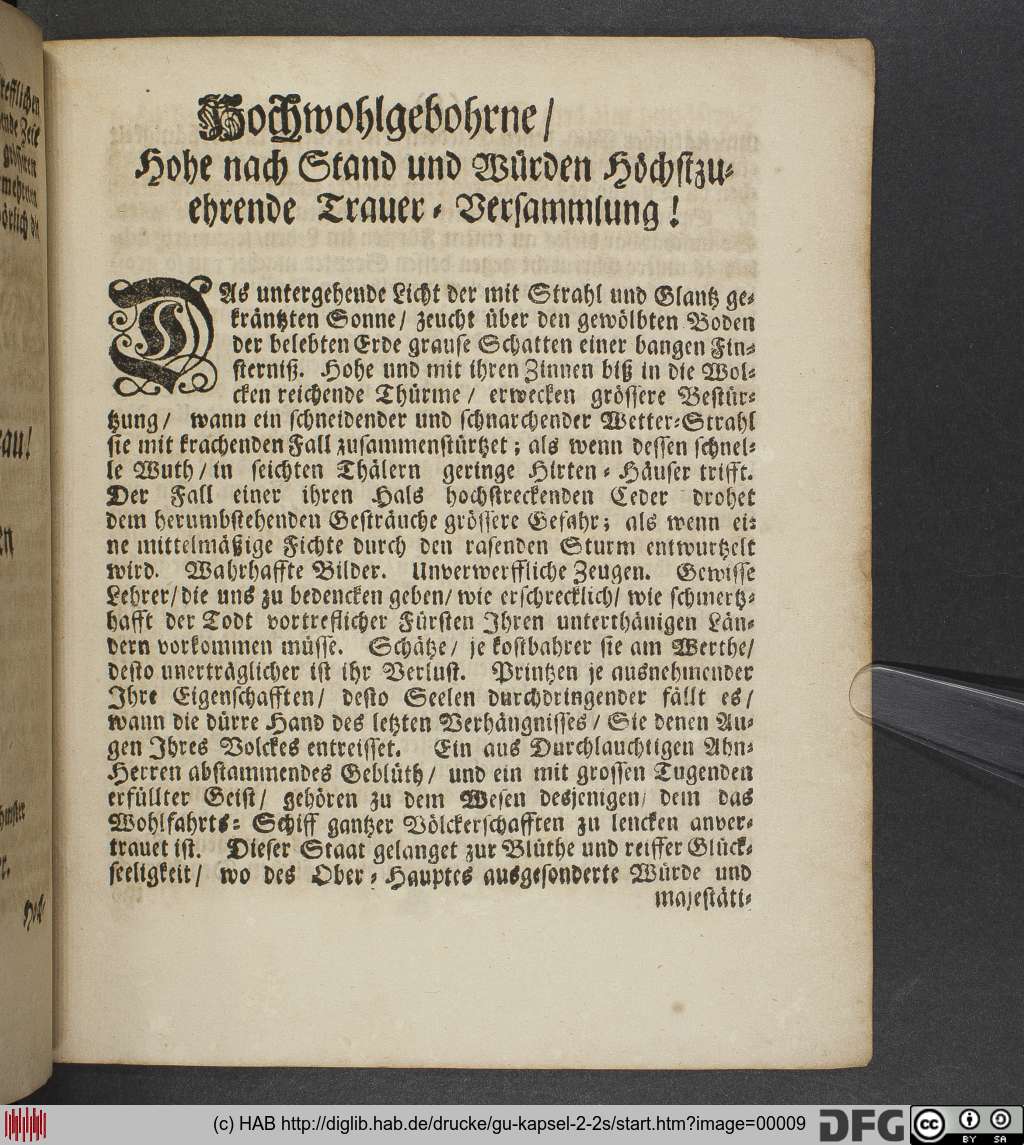 Hochwohlgebohrne/
Hohe nach Stand und Würden Höchstzu-
ehrende Trauer-Versammlung!
DAs untergehende Licht der mit Strahl und Glantz ge-
kräntzten Sonne/ zeucht über den gewölbten Boden
der belebten Erde grause Schatten einer bangen Fin-
sterniß. Hohe und mit ihren Zinnen biß in die Wol-
cken reichende Thürme/ erwecken grössere Bestür-
tzung/ wann ein schneidender und schnarchender Wetter-Strahl
sie mit krachenden Fall zusammenstürtzet; als wenn dessen schnel-
le Wuth/ in seichten Thälern geringe Hirten-Häuser trifft.
Der Fall einer ihren Hals hochstreckenden Ceder drohet
dem herumbstehenden Gesträuche grössere Gefahr; als wenn ei-
ne mittelmäßige Fichte durch den rasenden Sturm entwurtzelt
wird. Wahrhaffte Bilder. Unverwerffliche Zeugen. Gewisse
Lehrer/ die uns zu bedencken geben/ wie erschrecklich/ wie schmertz-
hafft der Todt vortreflicher Fürsten Ihren unterthänigen Län-
dern vorkommen müsse. Schätze/ je kostbahrer sie am Werthe/
desto unerträglicher ist ihr Verlust. Printzen je ausnehmender
Ihre Eigenschafften/ desto Seelen durchdringender fällt es/
wann die dürre Hand des letzten Verhängnisses/ Sie denen Au-
gen Ihres Volckes entreisset. Ein aus Durchlauchtigen Ahn-
Herren abstammendes Geblüth/ und ein mit grossen Tugenden
erfüllter Geist/ gehören zu dem Wesen desjenigen/ dem das
Wohlfahrts-Schiff gantzer Völckerschafften zu lencken anver-
trauet ist. Dieser Staat gelanget zur Blüthe und reiffer Glück-
seeligkeit/ wo des Ober-Hauptes ausgesonderte Würde und
majestäti-
(c) HAB http://diglib.hab.de/drucke/gu-kapsel-2-2s/start.htm?image=00009
DFG
cc
BY SA